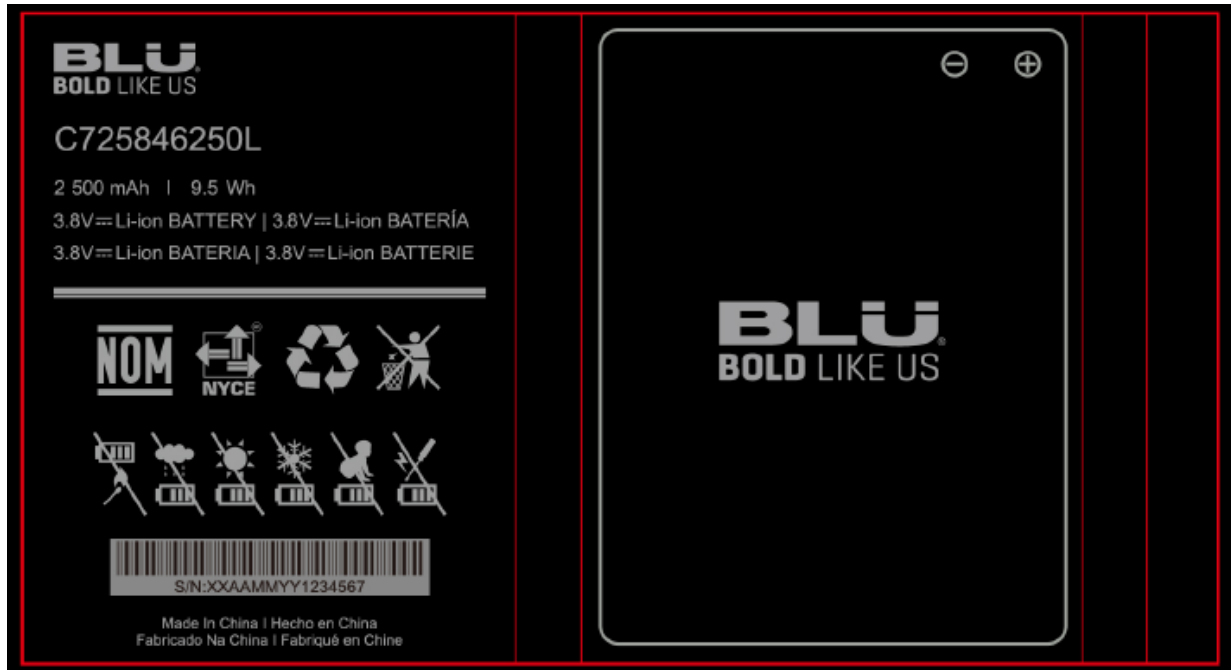 BLU
BOLD LIKE US
C725846250L
2 500 mAh | 9.5 Wh
3.8V⎓Li-ion BATTERY | 3.8V⎓Li-ion BATERÍA
3.8V⎓Li-ion BATERIA | 3.8V⎓Li-ion BATTERIE
NOM
NYCE
S/N:XXAAMMYY1234567
Made In China I Hecho en China
Fabricado Na China I Fabriqué en Chine
BLU
BOLD LIKE US